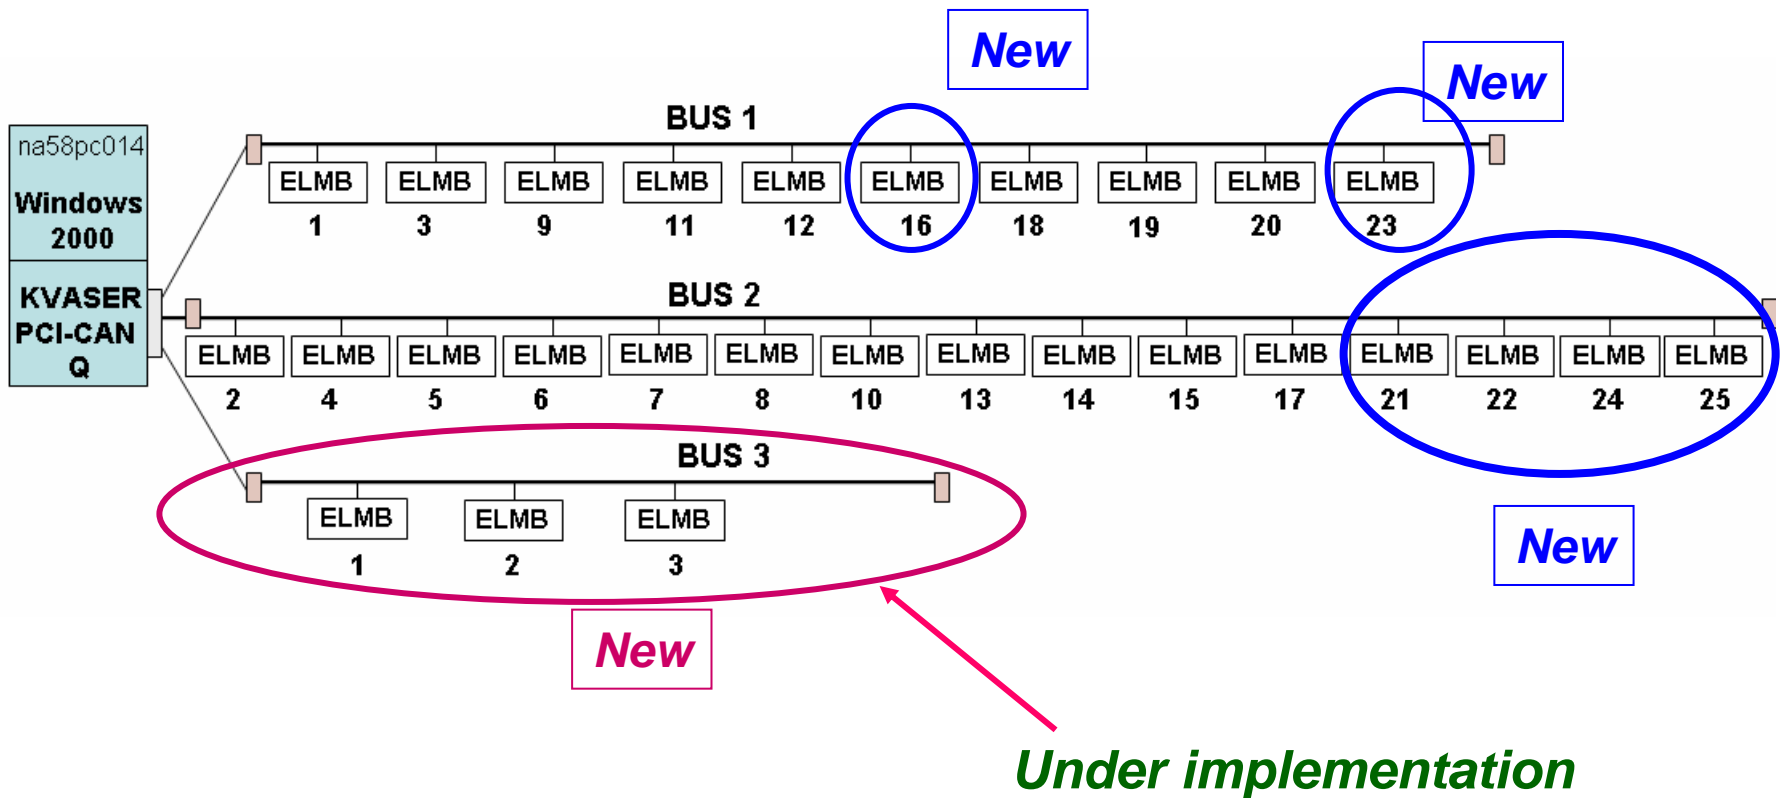 New
New
na58pc014
Windows
2000
KVASER
PCI-CAN
Q
BUS 1
ELMB ELMB ELMB ELMB ELMB ELMB ELMB ELMB ELMB ELMB
1 3 9 11 12 16 18 19 20 23
BUS 2
ELMB ELMB ELMB ELMB ELMB ELMB ELMB ELMB ELMB ELMB ELMB ELMB ELMB ELMB ELMB
2 4 5 6 7 8 10 13 14 15 17 21 22 24 25
BUS 3
ELMB ELMB ELMB
1 2 3
New
New
Under implementation